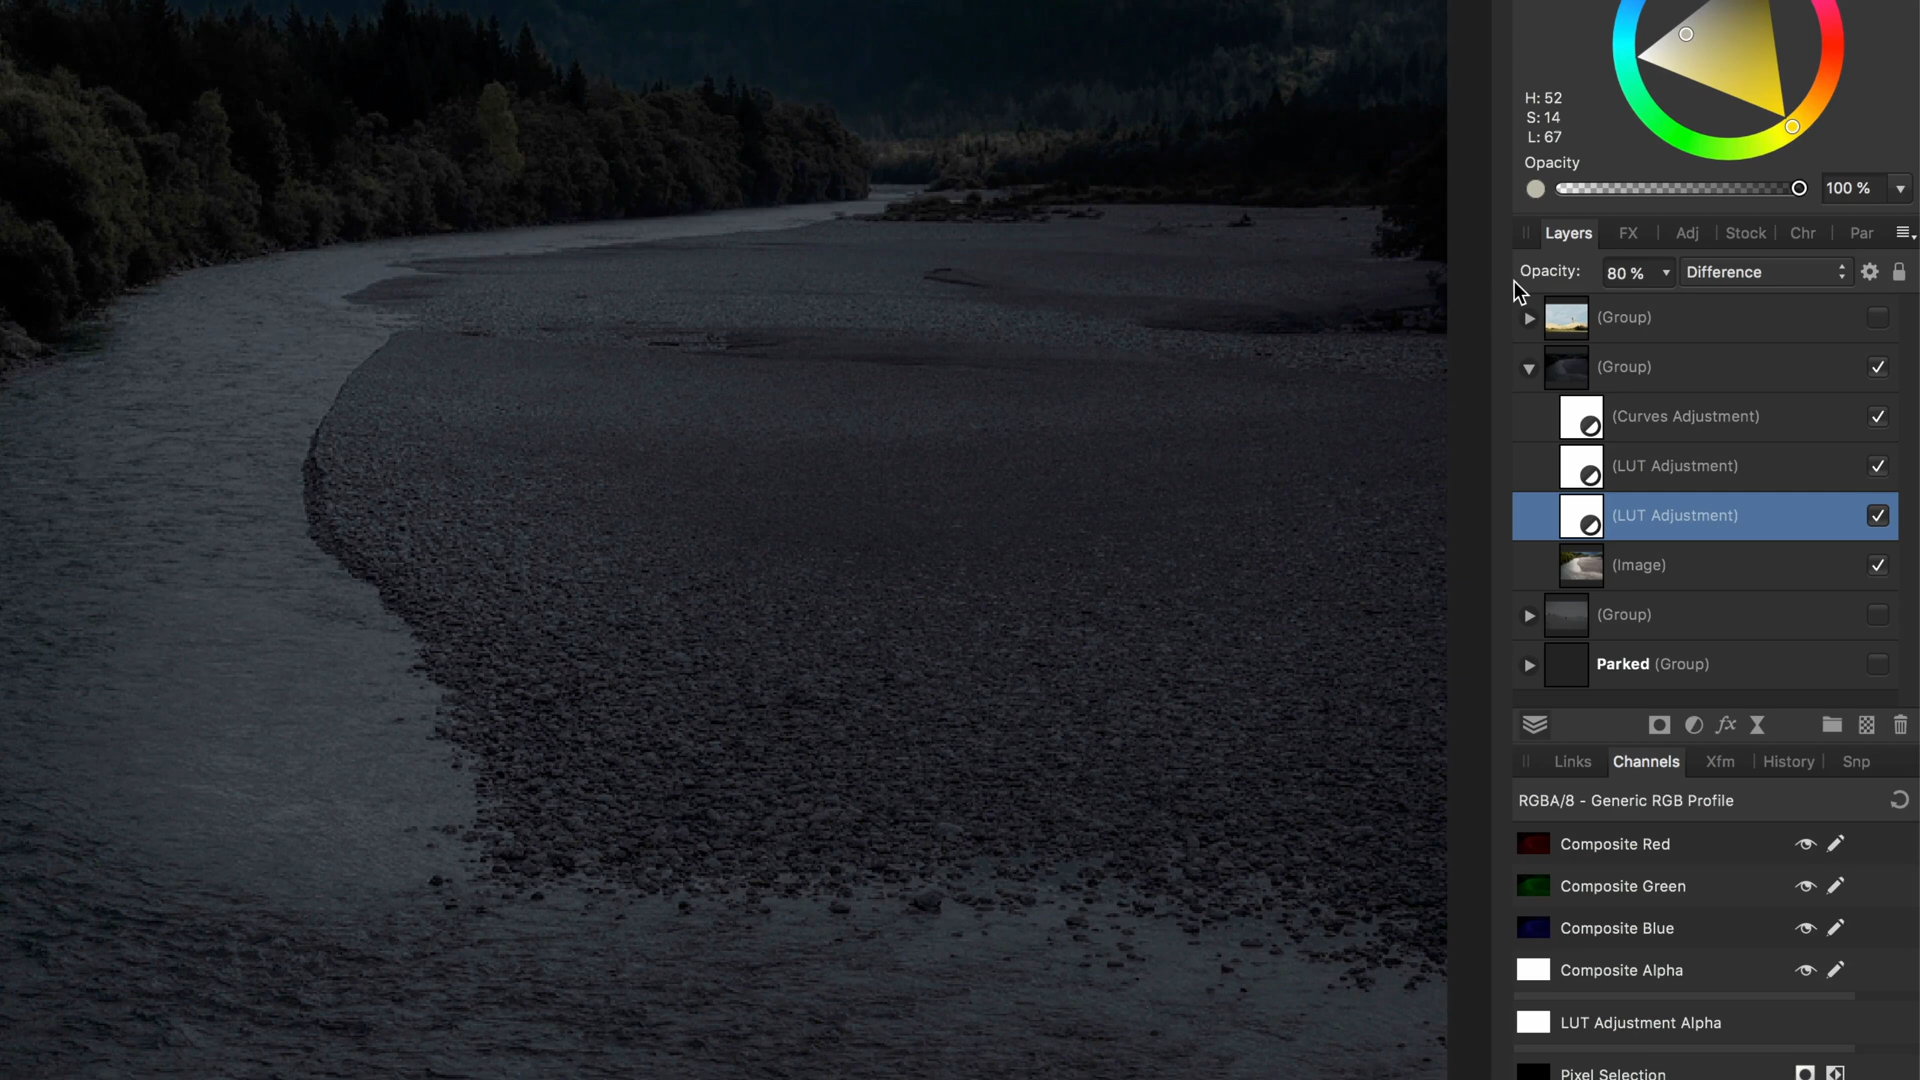 H: 52
S: 14
L: 67
Opacity
100 %
Layers FX Adj Stock Chr Par
Opacity: 80 % Difference
(Group)
(Group)
(Curves Adjustment)
(LUT Adjustment)
(LUT Adjustment)
(Image)
(Group)
Parked (Group)
fx
Links Channels Xfm History Snp
RGBA/8 - Generic RGB Profile
Composite Red
Composite Green
Composite Blue
Composite Alpha
LUT Adjustment Alpha
Pixel Selection